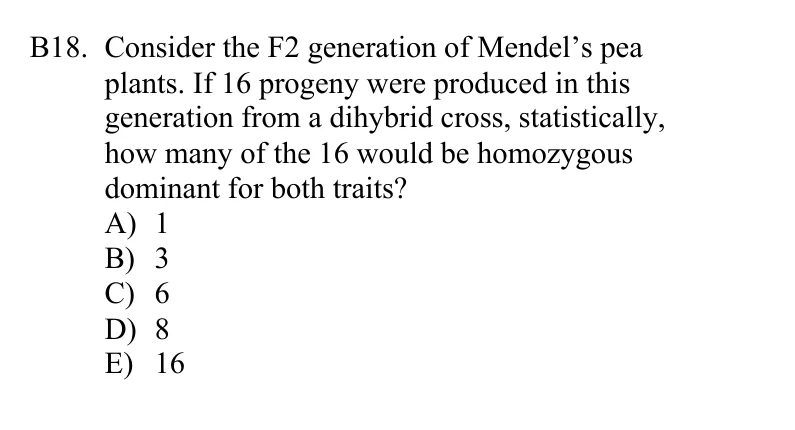 B18. Consider the F2 generation of Mendel’s pea
plants. If 16 progeny were produced in this
generation from a dihybrid cross, statistically,
how many of the 16 would be homozygous
dominant for both traits?
A) 1
B) 3
C) 6
D) 8
E) 16